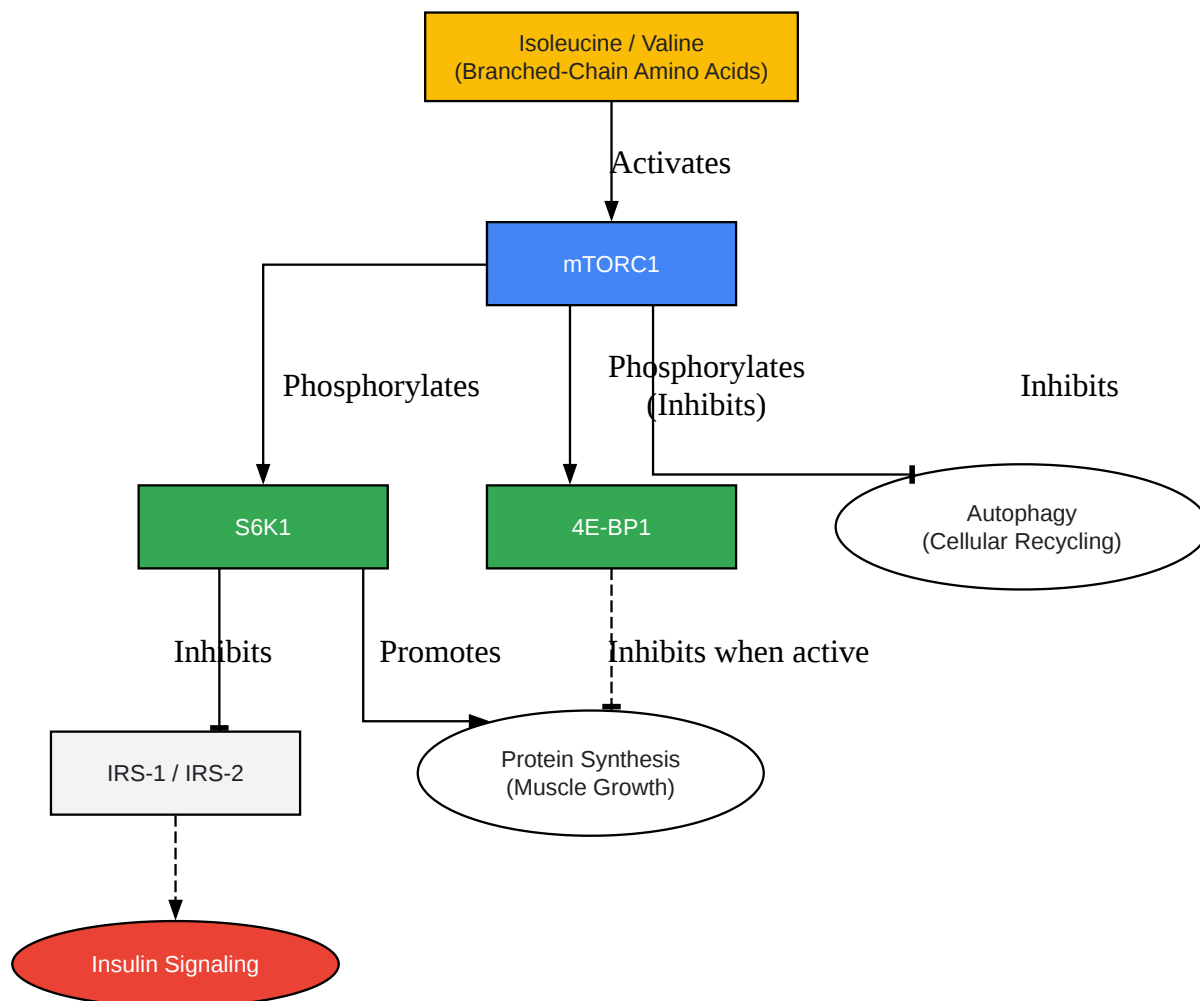 Isoleucine / Valine
(Branched-Chain Amino Acids)
Activates
mTORC1
Phosphorylates
Phosphorylates
(Inhibits)
Inhibits
S6K1
4E-BP1
Autophagy
(Cellular Recycling)
Inhibits
Promotes
Inhibits when active
IRS-1 / IRS-2
Protein Synthesis
(Muscle Growth)
Insulin Signaling